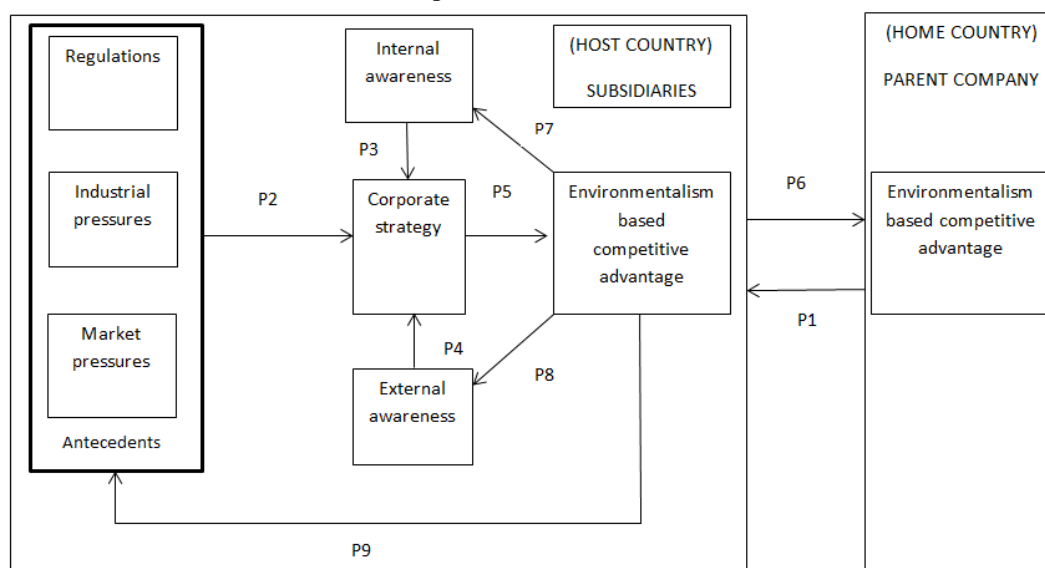 Regulations
Industrial
pressures
Market
pressures
Antecedents
P2
Internal
awareness
P3
Corporate
strategy
P4
External
awareness
P5
(HOST COUNTRY)
SUBSIDIARIES
P7
Environmentalism
based
competitive
advantage
P8
P9
P6
P1
(HOME COUNTRY)
PARENT COMPANY
Environmentalism
based competitive
advantage